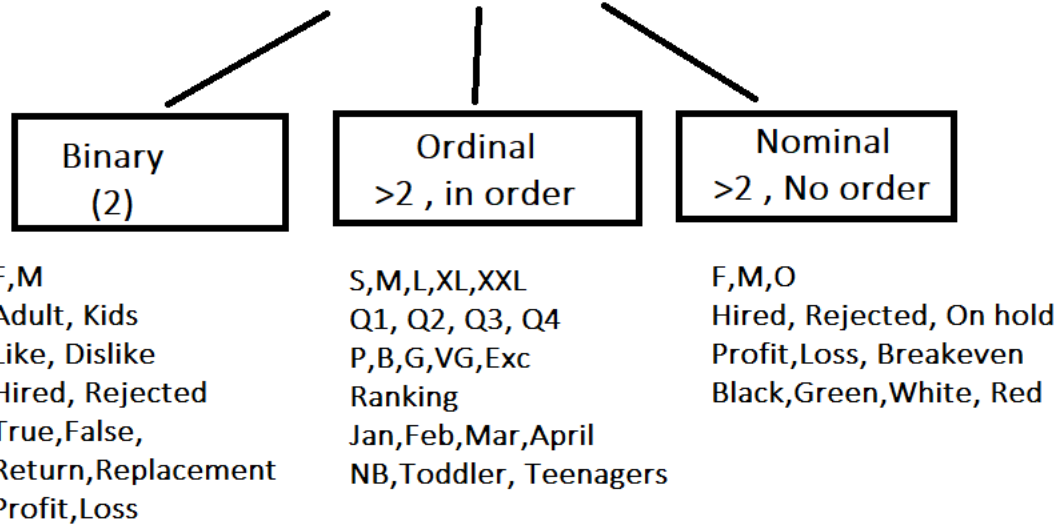 Binary
(2)
Ordinal
>2 , in order
Nominal
>2 , No order
F,M
Adult, Kids
Like, Dislike
Hired, Rejected
True,False,
Return,Replacement
Profit,Loss
S,M,L,XL,XXL
Q1, Q2, Q3, Q4
P,B,G,VG,Exc
Ranking
Jan,Feb,Mar,April
NB,Toddler, Teenagers
F,M,O
Hired, Rejected, On hold
Profit,Loss, Breakeven
Black,Green,White, Red